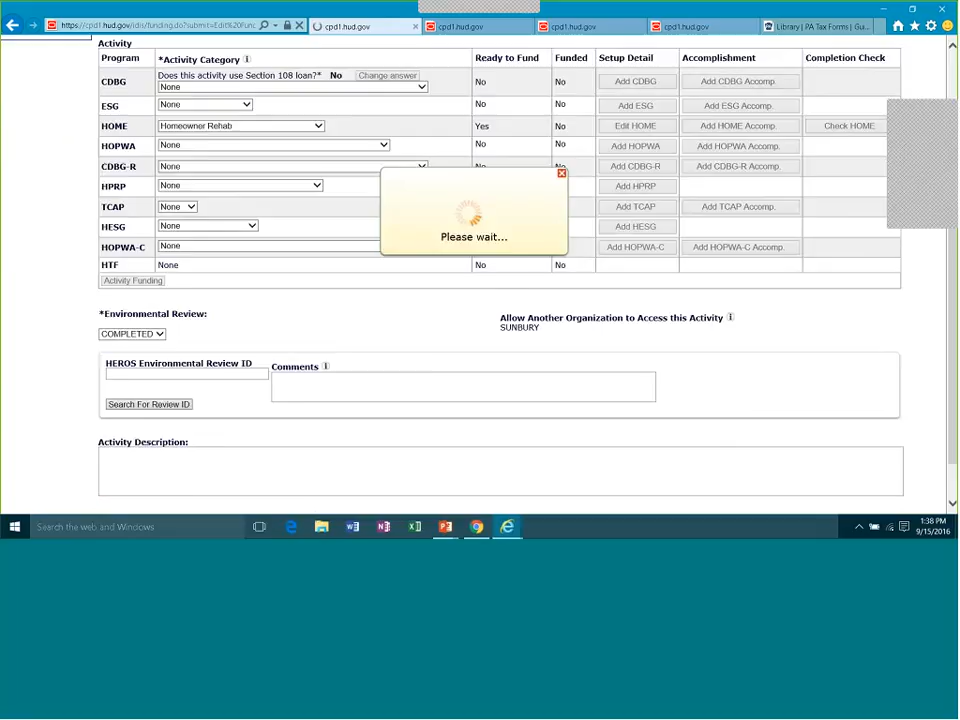 https://cpd1.hud.gov/idis/funding.do?submit=Edit%20Func
cpd1.hud.gov
cpd1.hud.gov
cpd1.hud.gov
cpd1.hud.gov
Library | PA Tax Forms | Gu...
Activity
Program *Activity Category Ready to Fund Funded Setup Detail Accomplishment Completion Check
Does this activity use Section 108 loan?* No Change answer
CDBG None No No Add CDBG Add CDBG Accomp.
ESG None No No Add ESG Add ESG Accomp.
HOME Homeowner Rehab Yes No Edit HOME Add HOME Accomp. Check HOME
HOPWA None No No Add HOPWA Add HOPWA Accomp.
CDBG-R None No No Add CDBG-R Add CDBG-R Accomp.
HPRP None Add HPRP
TCAP None Add TCAP Add TCAP Accomp.
HESG None Add HESG
HOPWA-C None Add HOPWA-C Add HOPWA-C Accomp.
HTF None No No
Please wait...
Activity Funding
*Environmental Review:
COMPLETED
Allow Another Organization to Access this Activity
SUNBURY
HEROS Environmental Review ID
Comments
Search For Review ID
Activity Description:
Search the web and Windows
1:38 PM
9/15/2016